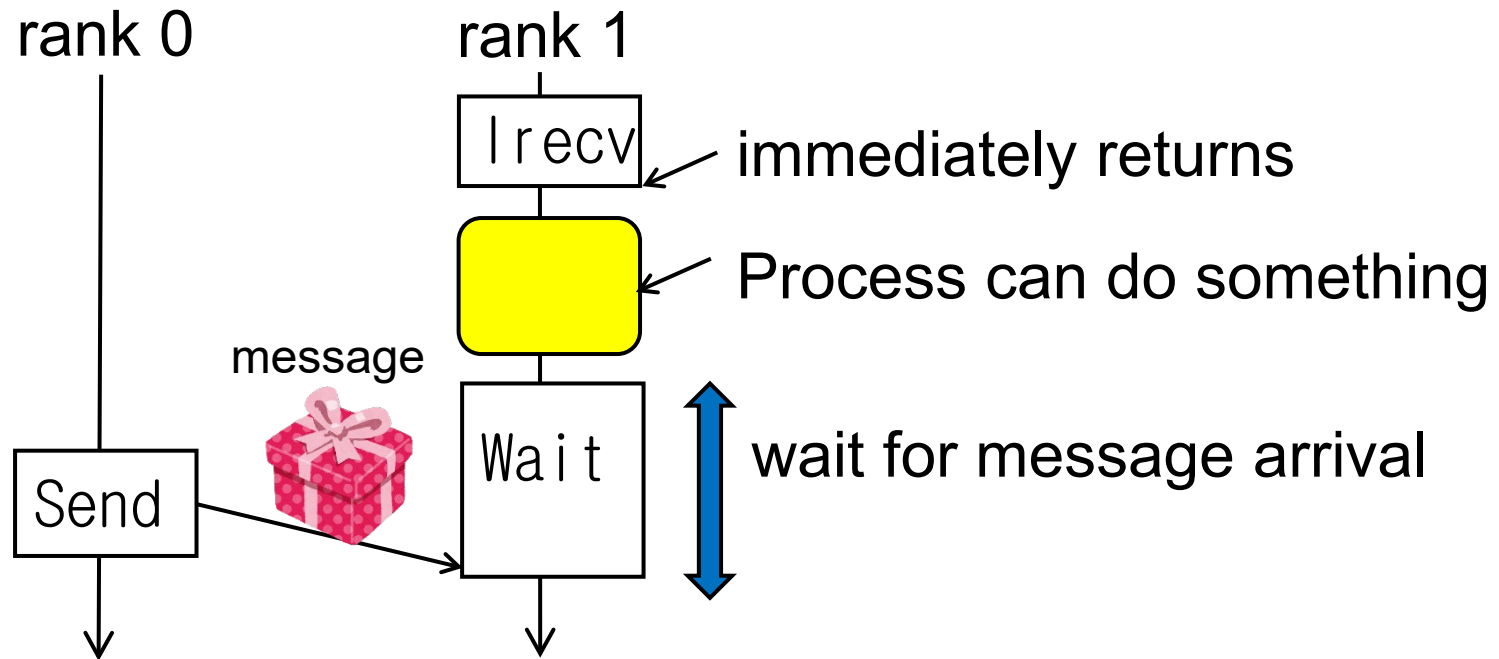 rank 0
rank 1
Irecv
immediately returns
Process can do something
message
Wait
wait for message arrival
Send